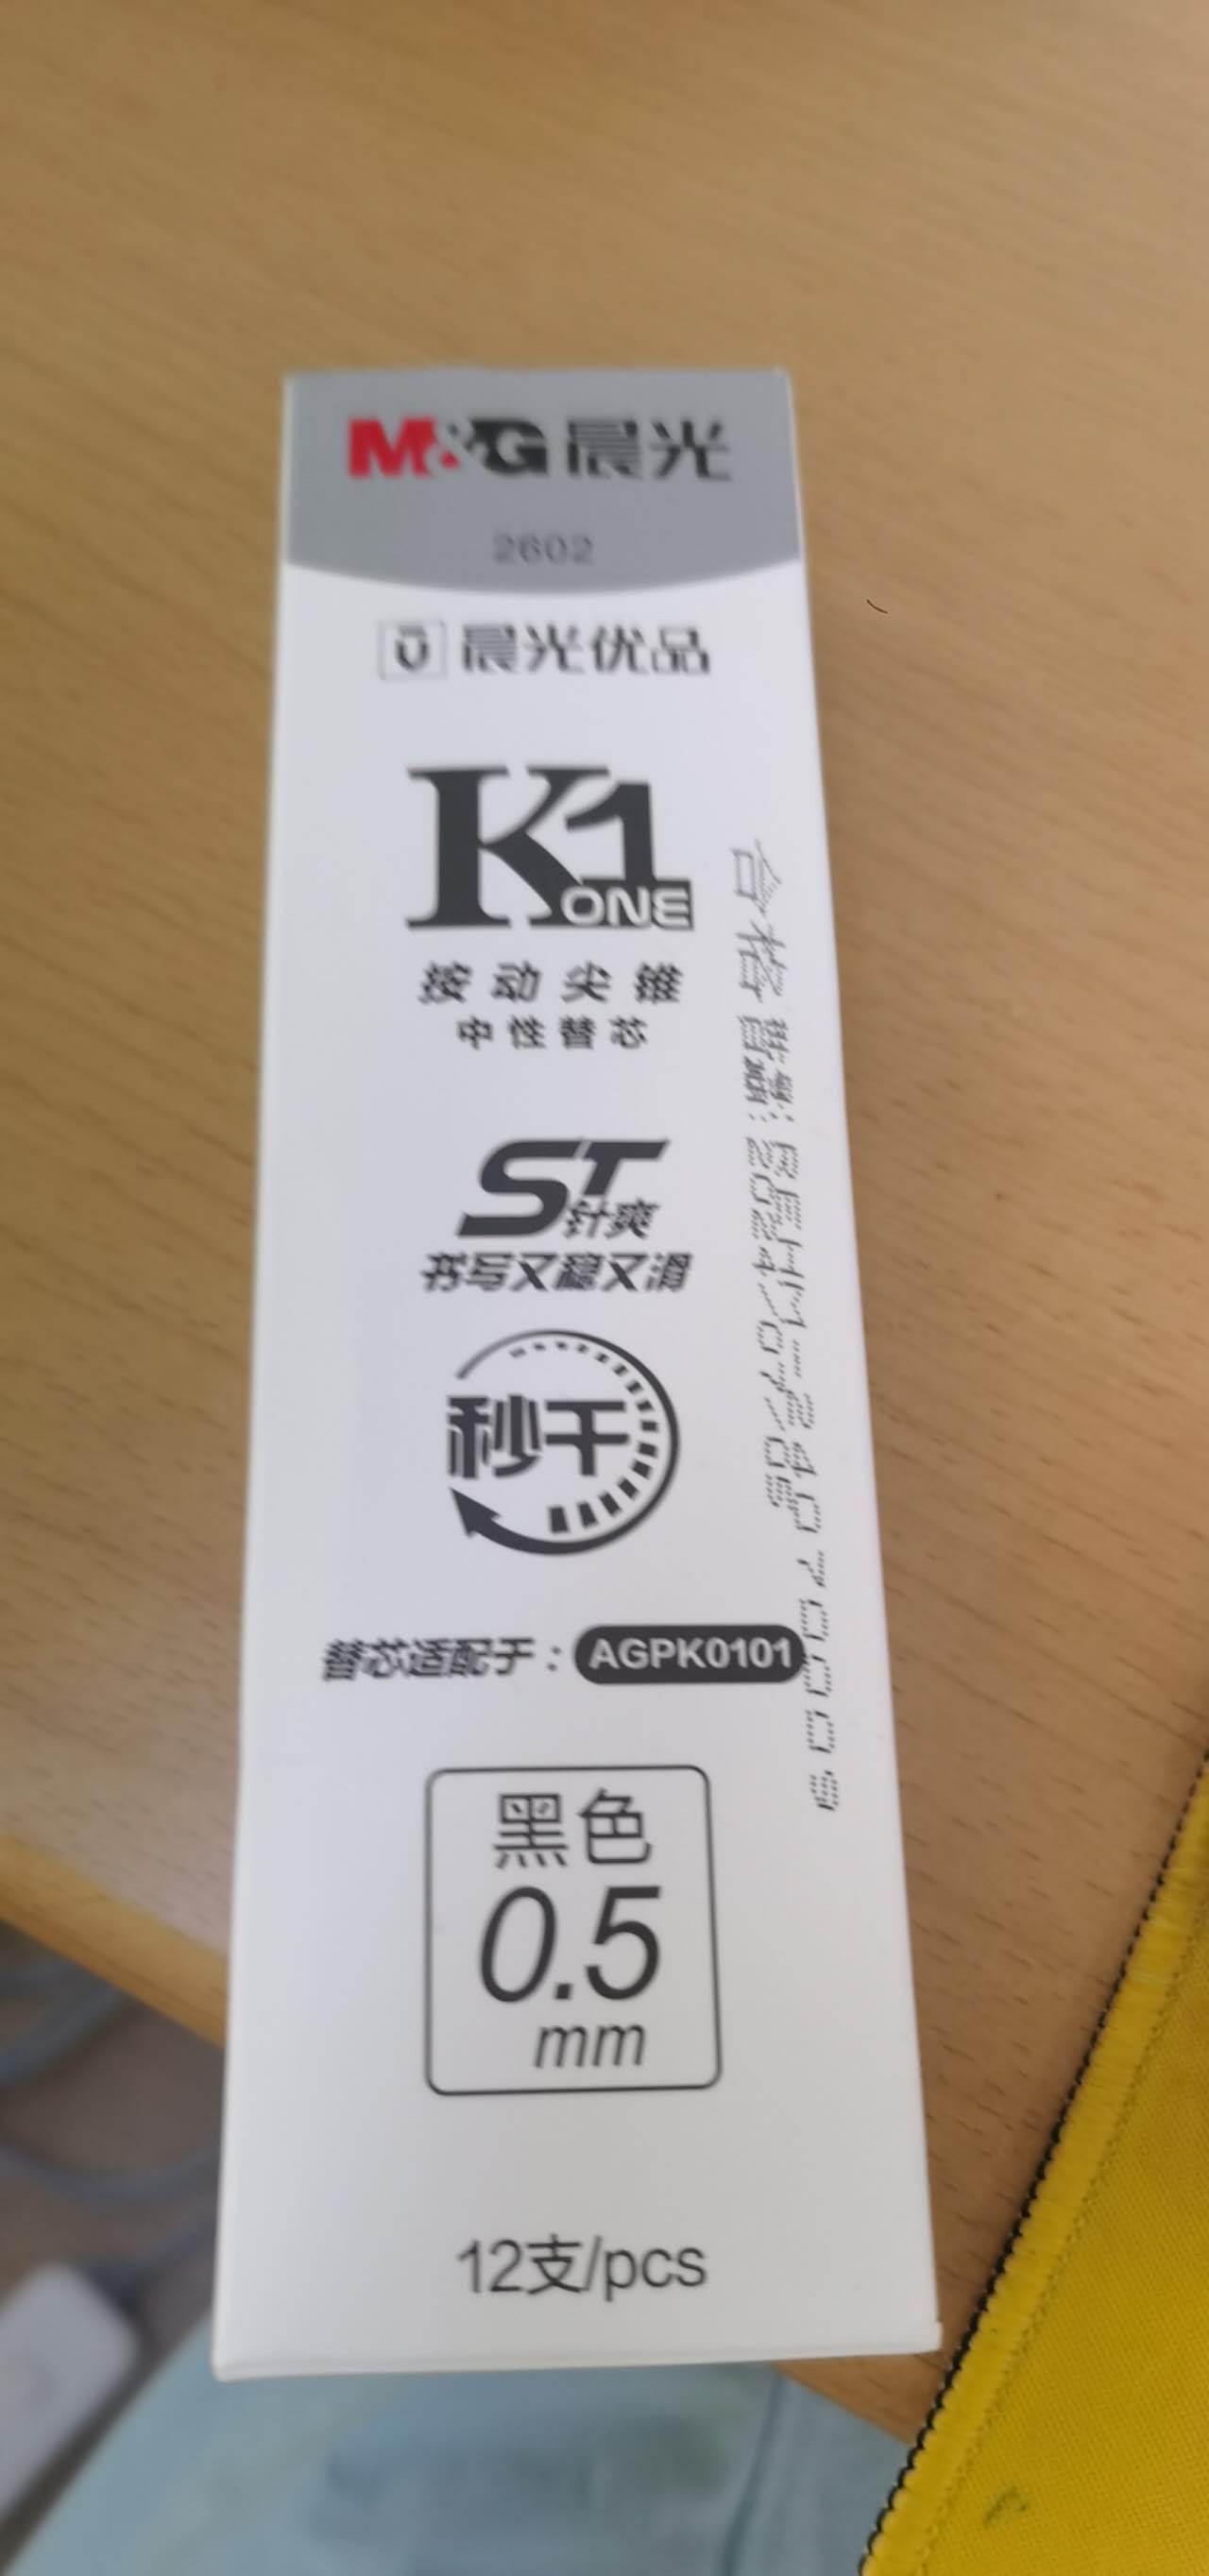 M&G 晨光
2602
Ū 晨光优品
K1
ONE
按动尖锥
中性替芯
ST
针爽
书写又稳又滑
秒干
替芯适配于：AGPK0101
黑色
0.5
mm
12支/pcs
合格